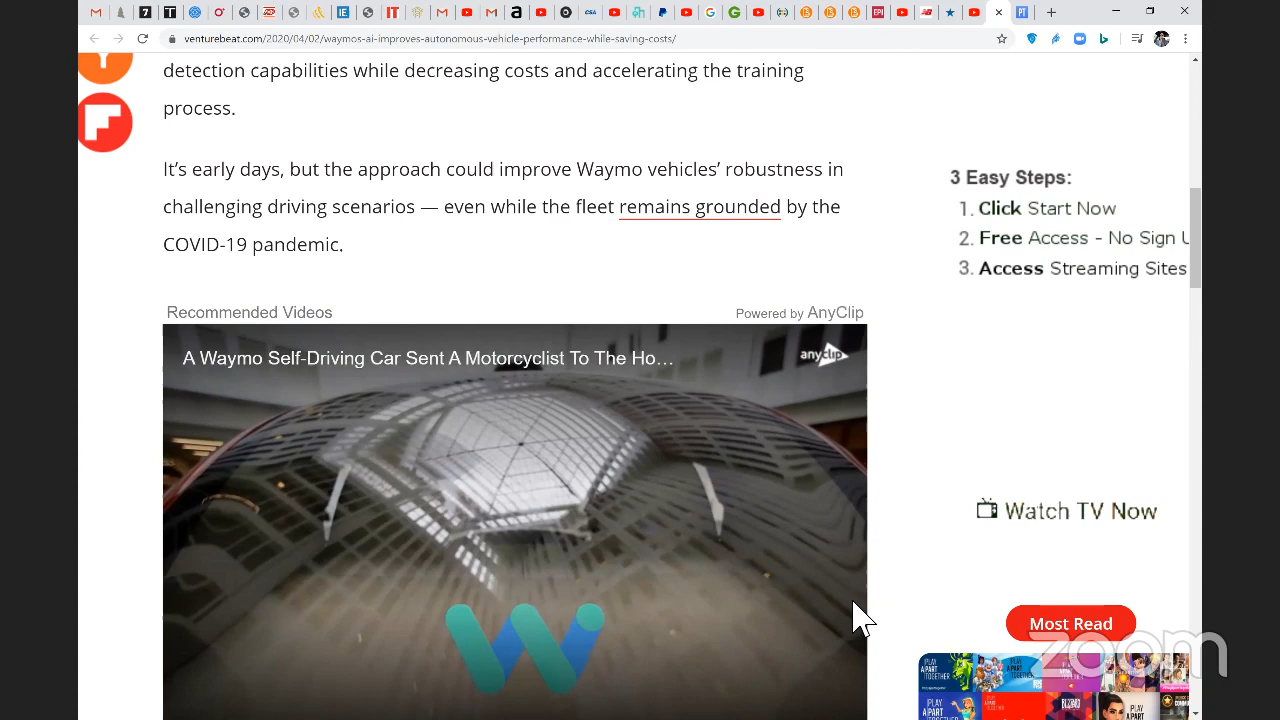 venturebeat.com/2020/04/02/waymos-ai-improves-autonomous-vehicle-performance-while-saving-costs/
detection capabilities while decreasing costs and accelerating the training
process.
It's early days, but the approach could improve Waymo vehicles' robustness in
challenging driving scenarios — even while the fleet remains grounded by the
COVID-19 pandemic.
3 Easy Steps:
1. Click Start Now
2. Free Access - No Sign U
3. Access Streaming Sites
Recommended Videos
Powered by AnyClip
A Waymo Self-Driving Car Sent A Motorcyclist To The Ho...
anyclip
Watch TV Now
Most Read
zoom